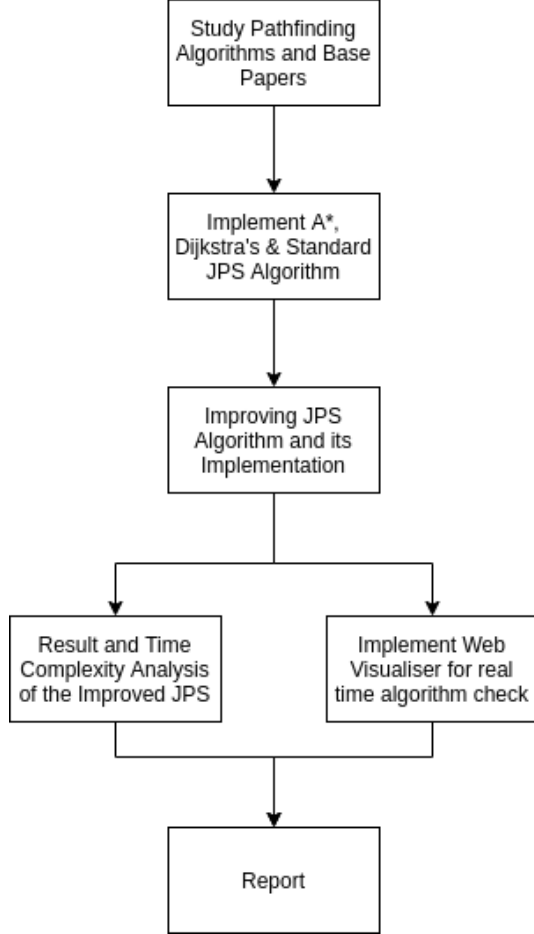 Study Pathfinding
Algorithms and Base
Papers
Implement A*,
Dijkstra's & Standard
JPS Algorithm
Improving JPS
Algorithm and its
Implementation
Result and Time
Complexity Analysis
of the Improved JPS
Implement Web
Visualiser for real
time algorithm check
Report